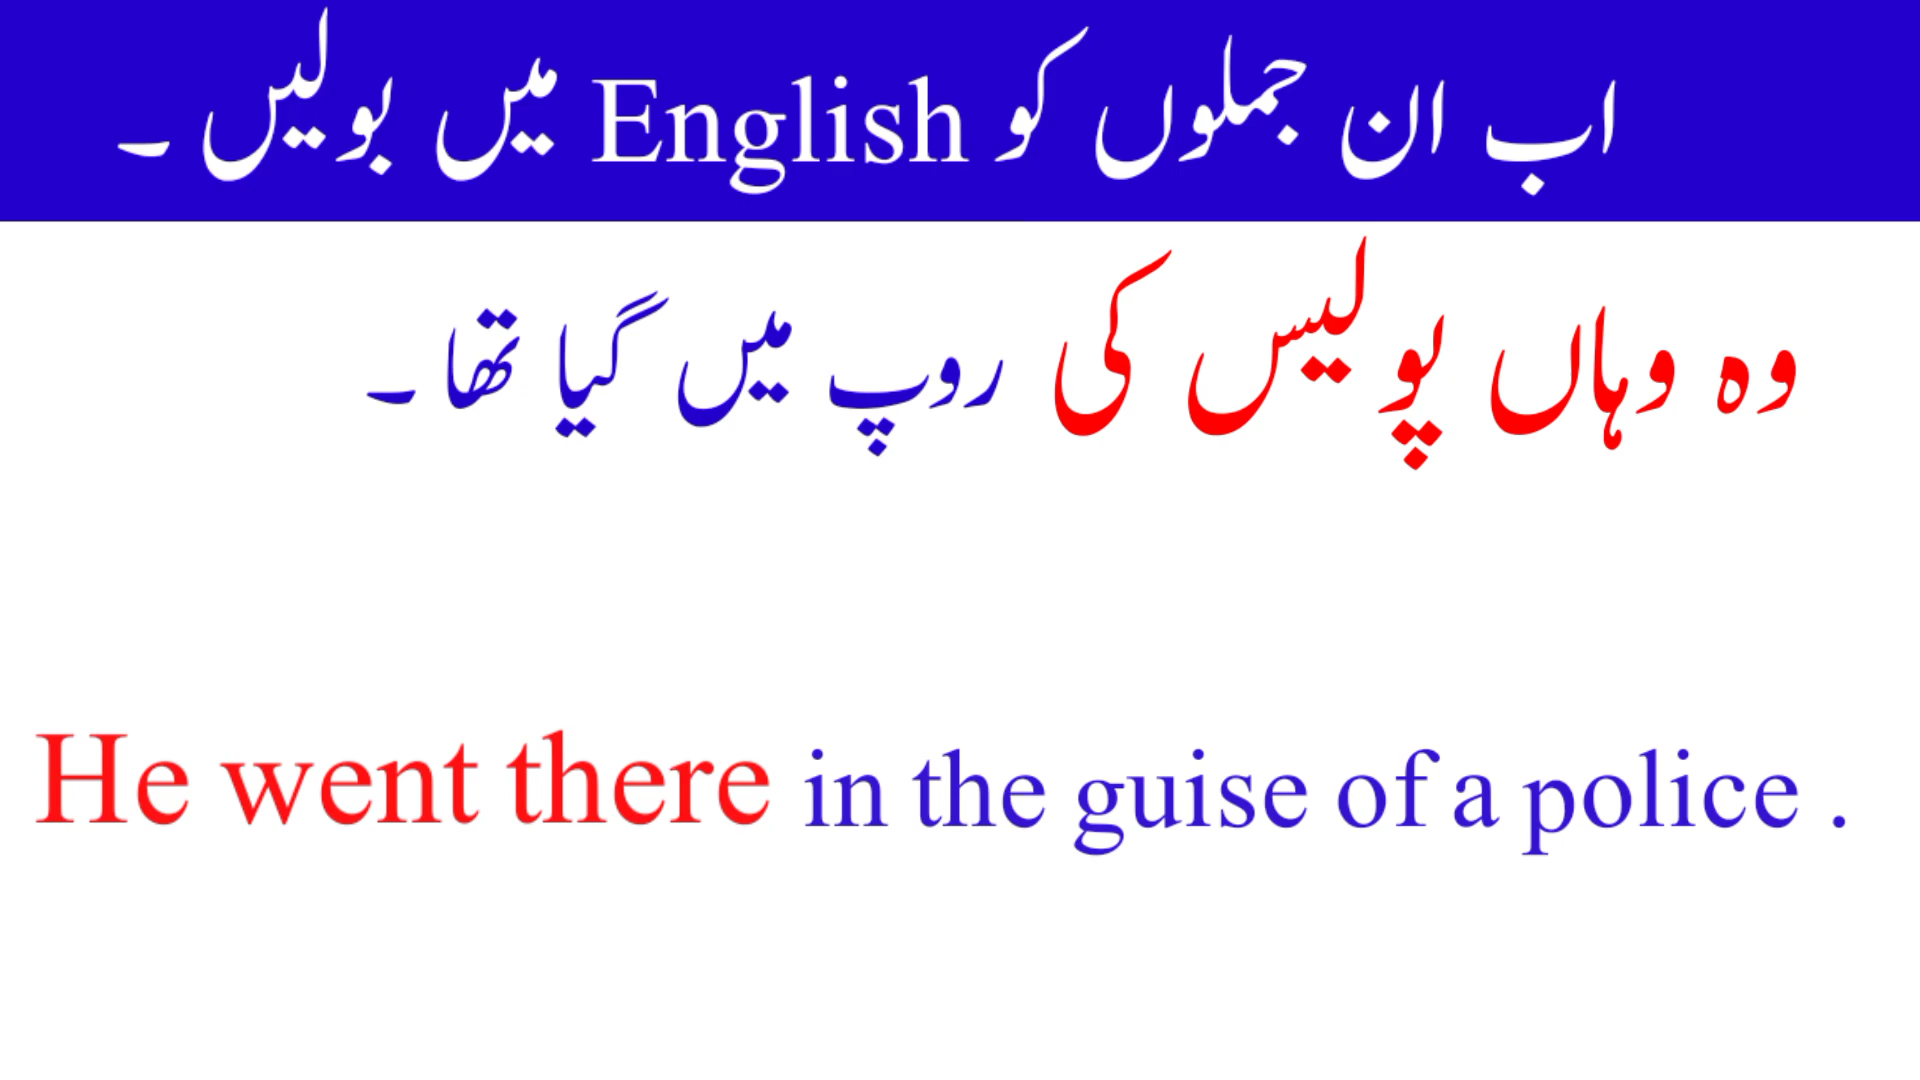 اب ان جملوں کو English میں بولیں ۔
وہ وہاں پولیس کی روپ میں گیا تھا ۔
He went there in the guise of a police .